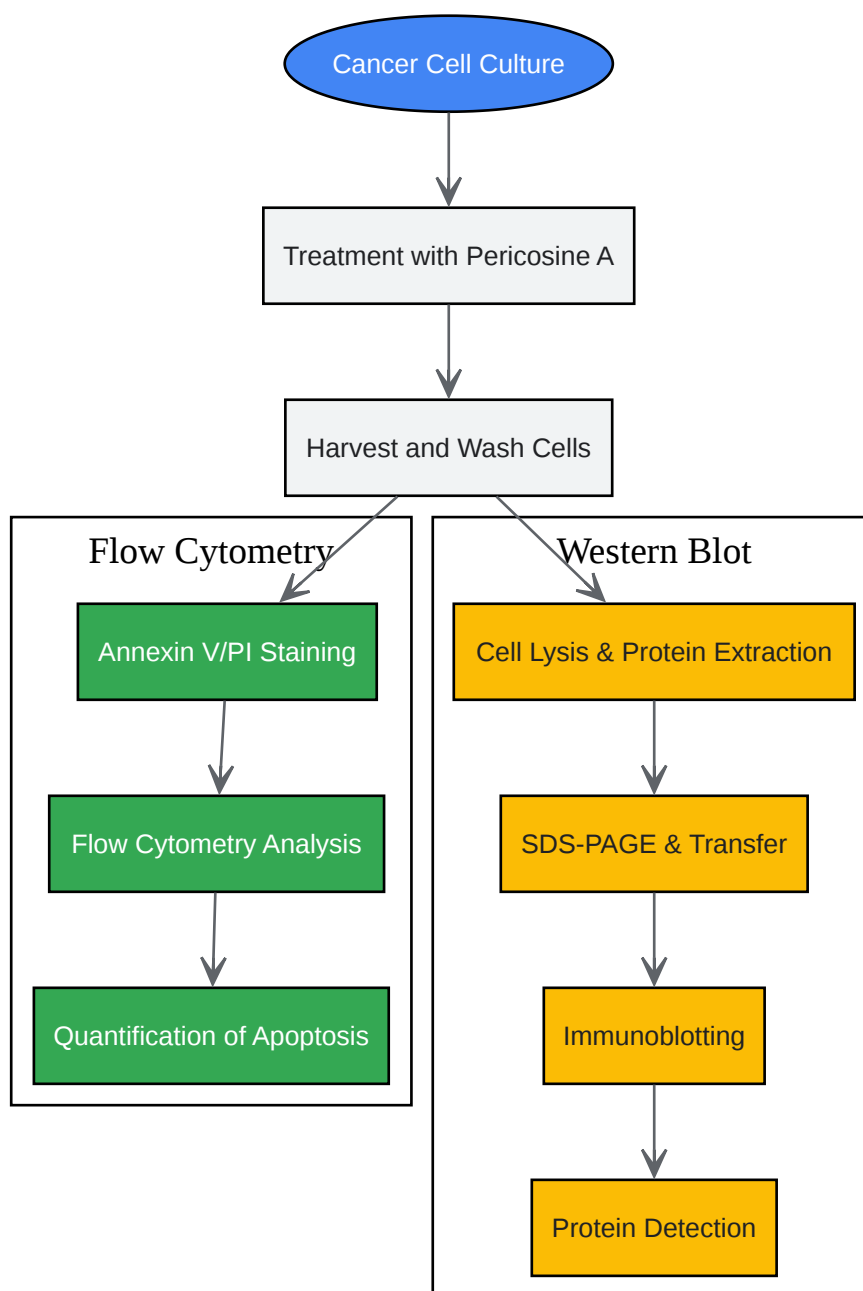 Cancer Cell Culture
Treatment with Pericosine A
Harvest and Wash Cells
Flow Cytometry
Annexin V/PI Staining
Flow Cytometry Analysis
Quantification of Apoptosis
Western Blot
Cell Lysis & Protein Extraction
SDS-PAGE & Transfer
Immunoblotting
Protein Detection